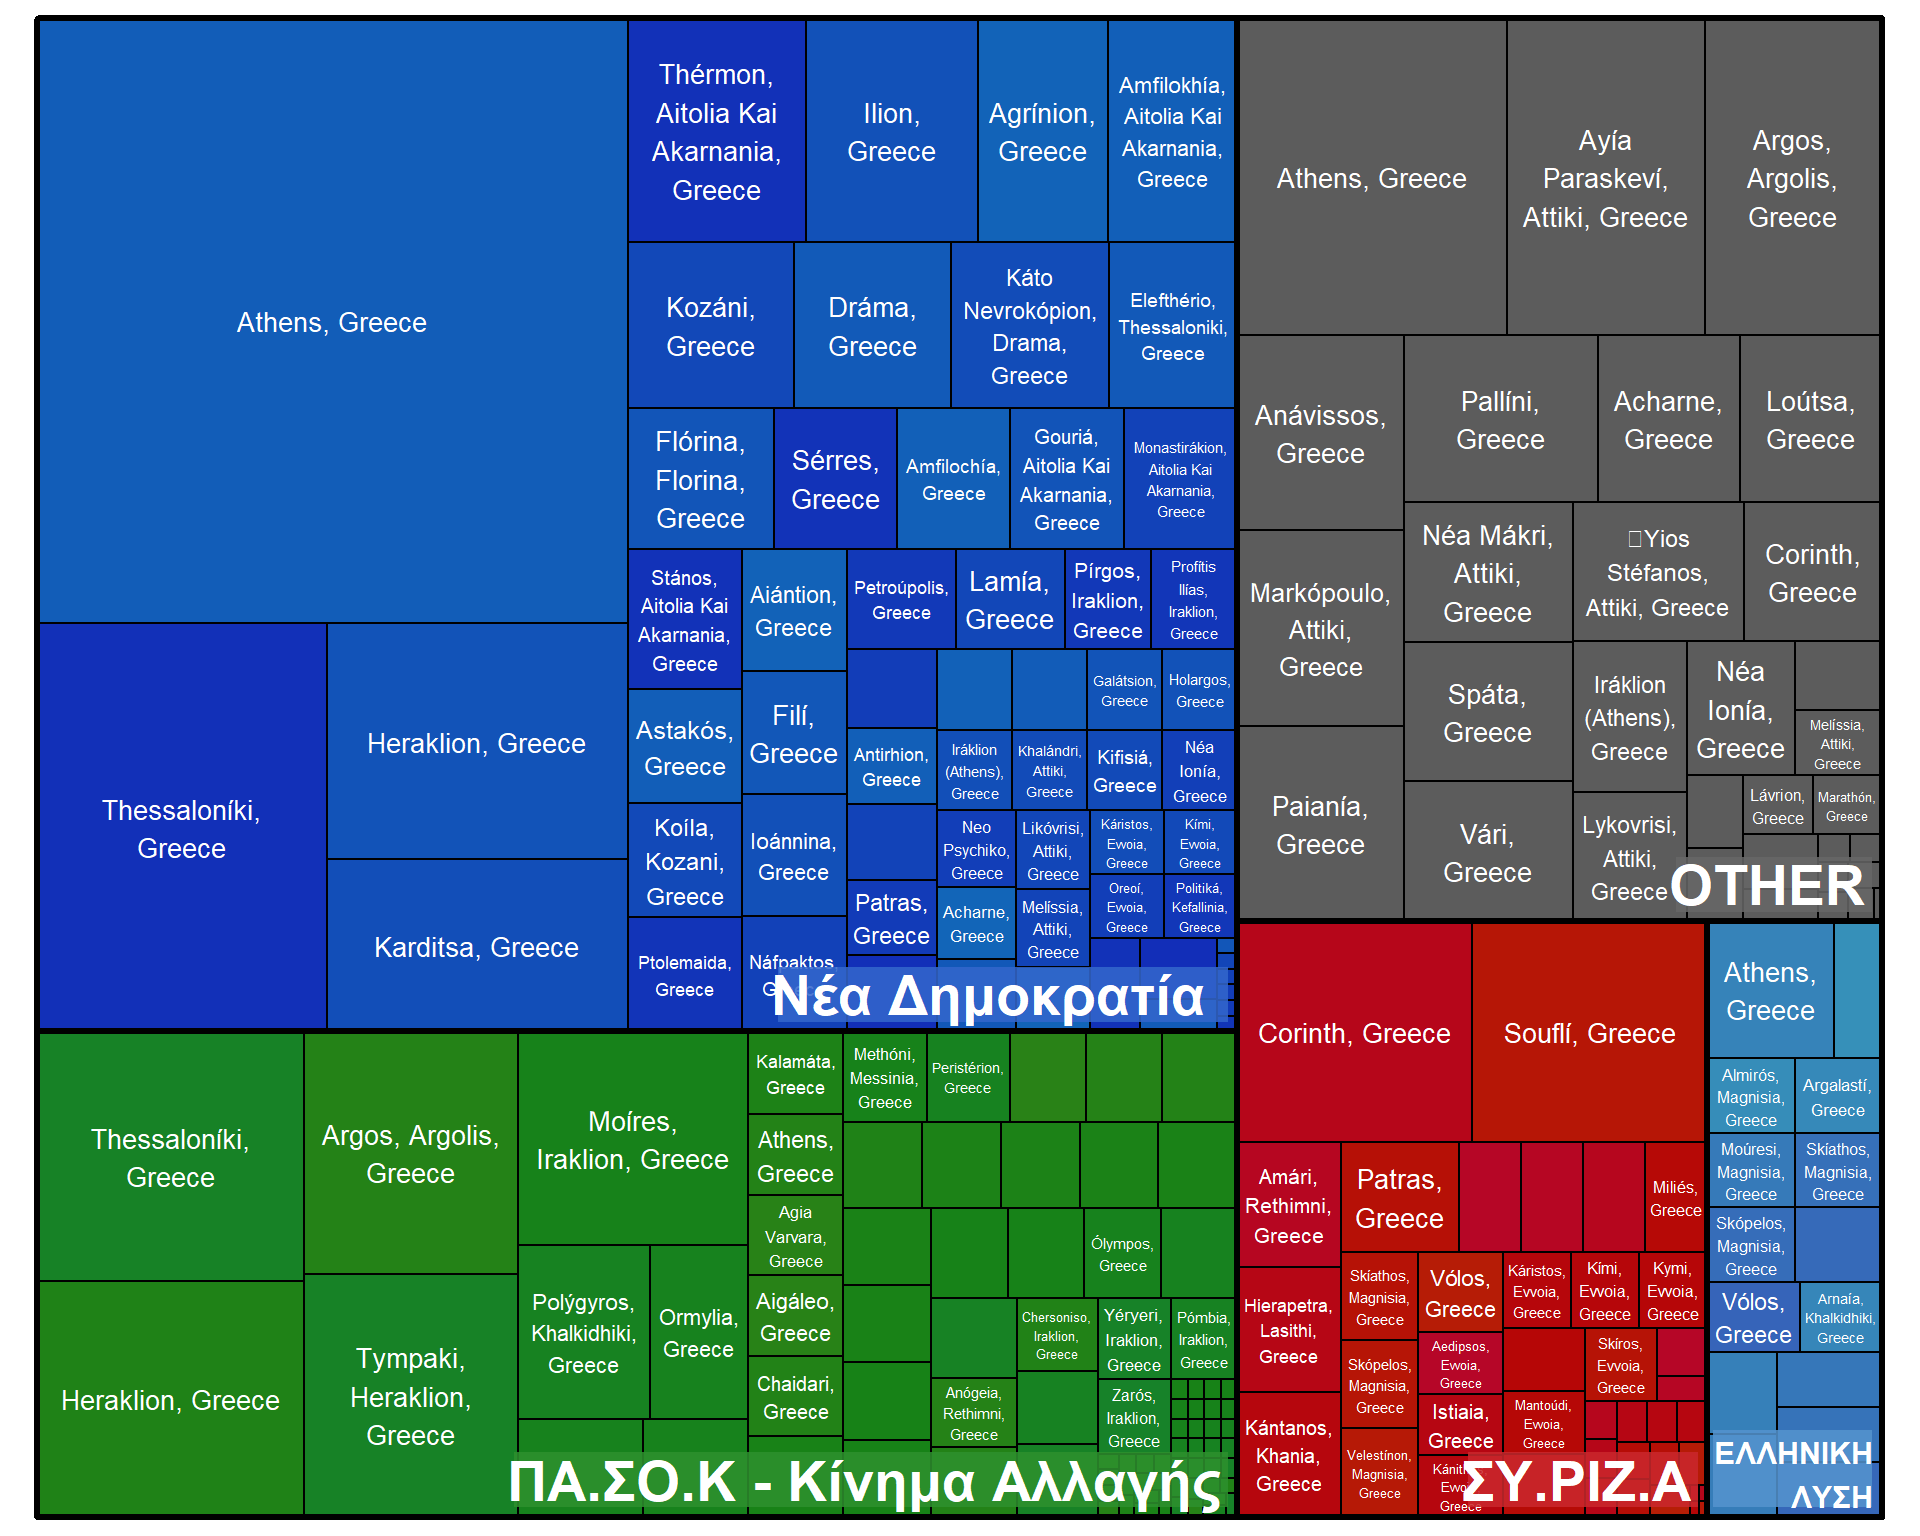 Athens, Greece
Thessaloníki,
Greece
Heraklion, Greece
Karditsa, Greece
Thérmon,
Aitolia Kai
Akarnania,
Greece
Ilion,
Greece
Agrínion,
Greece
Amfilokhía,
Aitolia Kai
Akarnania,
Greece
Kozáni,
Greece
Dráma,
Greece
Káto
Nevrokópion,
Drama,
Greece
Elefthério,
Thessaloniki,
Greece
Flórina,
Florina,
Greece
Sérres,
Greece
Amfilochía,
Greece
Gouriá,
Aitolia Kai
Akarnania,
Greece
Monastirákion,
Aitolia Kai
Akarnania,
Greece
Stános,
Aitolia Kai
Akarnania,
Greece
Astakós,
Greece
Koíla,
Kozani,
Greece
Ptolemaida,
Greece
Aiántion,
Greece
Filí,
Greece
Ioánnina,
Greece
Náfpaktos,
Petroúpolis,
Greece
Lamía,
Greece
Pírgos,
Iraklion,
Greece
Profítis
Ilías,
Iraklion,
Greece
Antirhion,
Greece
Patras,
Greece
Galátsion,
Greece
Holargos,
Greece
Iráklion
(Athens),
Greece
Khalándri,
Attiki,
Greece
Kifisiá,
Greece
Néa
Ionía,
Greece
Neo
Psychiko,
Greece
Likóvrisi,
Attiki,
Greece
Káristos,
Ewoia,
Greece
Kími,
Ewoia,
Greece
Acharne,
Greece
Melíssia,
Attiki,
Greece
Oreoí,
Ewoia,
Greece
Politiká,
Kefallinia,
Greece
Νέα Δημοκρατία
Athens, Greece
Ayía
Paraskeví,
Attiki, Greece
Argos,
Argolis,
Greece
Anávissos,
Greece
Markópoulo,
Attiki,
Greece
Paianía,
Greece
Pallíni,
Greece
Acharne,
Greece
Loútsa,
Greece
Néa Mákri,
Attiki,
Greece
Yios
Stéfanos,
Attiki, Greece
Corinth,
Greece
Spáta,
Greece
Vári,
Greece
Iráklion
(Athens),
Greece
Lykovrisi,
Attiki,
Greece
Néa
Ionía,
Greece
Melíssia,
Attiki,
Greece
Lávrion,
Greece
Marathón,
Greece
OTHER
Thessaloníki,
Greece
Heraklion, Greece
Argos, Argolis,
Greece
Tympaki,
Heraklion,
Greece
Moíres,
Iraklion, Greece
Polýgyros,
Khalkidhiki,
Greece
Ormylia,
Greece
Kalamáta,
Greece
Athens,
Greece
Agia
Varvara,
Greece
Aigáleo,
Greece
Chaidari,
Greece
Methóni,
Messinia,
Greece
Peristérion,
Greece
Ólympos,
Greece
Anógeia,
Rethimni,
Greece
Chersoniso,
Iraklion,
Greece
Yéryeri,
Iraklion,
Greece
Pómbia,
Iraklion,
Greece
Zarós,
Iraklion,
Greece
ΠΑ.ΣΟ.Κ - Κίνημα Αλλαγής
Corinth, Greece
Souflí, Greece
Amári,
Rethimni,
Greece
Hierapetra,
Lasithi,
Greece
Kántanos,
Khania,
Greece
Patras,
Greece
Miliés,
Greece
Skíathos,
Magnisia,
Greece
Skópelos,
Magnisia,
Greece
Velestínon,
Magnisia,
Greece
Vólos,
Greece
Káristos,
Evvoia,
Greece
Kími,
Evvoia,
Greece
Kymi,
Evvoia,
Greece
Aedipsos,
Ewoia,
Greece
Istiaia,
Greece
Skíros,
Evvoia,
Greece
Mantoúdi,
Ewoia,
Greece
Greece
ΣΥ.ΡΙΖ.Α
Athens,
Greece
Almirós,
Magnisia,
Greece
Argalastí,
Greece
Moúresi,
Magnisia,
Greece
Skíathos,
Magnisia,
Greece
Skópelos,
Magnisia,
Greece
Vólos,
Greece
Arnaía,
Khalkidhiki,
Greece
ΕΛΛΗΝΙΚΗ
ΛΥΣΗ